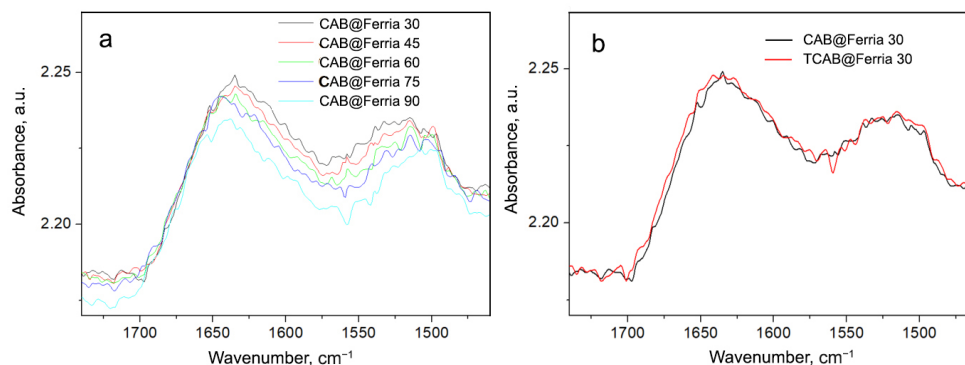 a
CAB@Ferria 30
CAB@Ferria 45
CAB@Ferria 60
CAB@Ferria 75
CAB@Ferria 90
2.25
2.20
Absorbance, a.u.
1700 1650 1600 1550 1500
Wavenumber, cm⁻¹
b
CAB@Ferria 30
TCAB@Ferria 30
2.25
2.20
Absorbance, a.u.
1700 1650 1600 1550 1500
Wavenumber, cm⁻¹